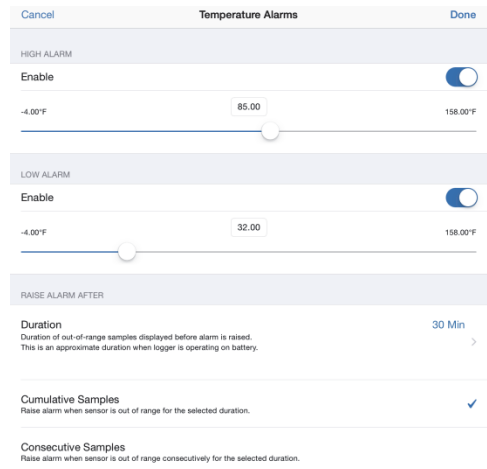 Cancel Temperature Alarms Done
HIGH ALARM
Enable
-4.00°F 85.00 158.00°F
LOW ALARM
Enable
-4.00°F 32.00 158.00°F
RAISE ALARM AFTER
Duration 30 Min
Duration of out-of-range samples displayed before alarm is raised.
This is an approximate duration when logger is operating on battery.
Cumulative Samples
Raise alarm when sensor is out of range for the selected duration.
Consecutive Samples
Raise alarm when sensor is out of range consecutively for the selected duration.